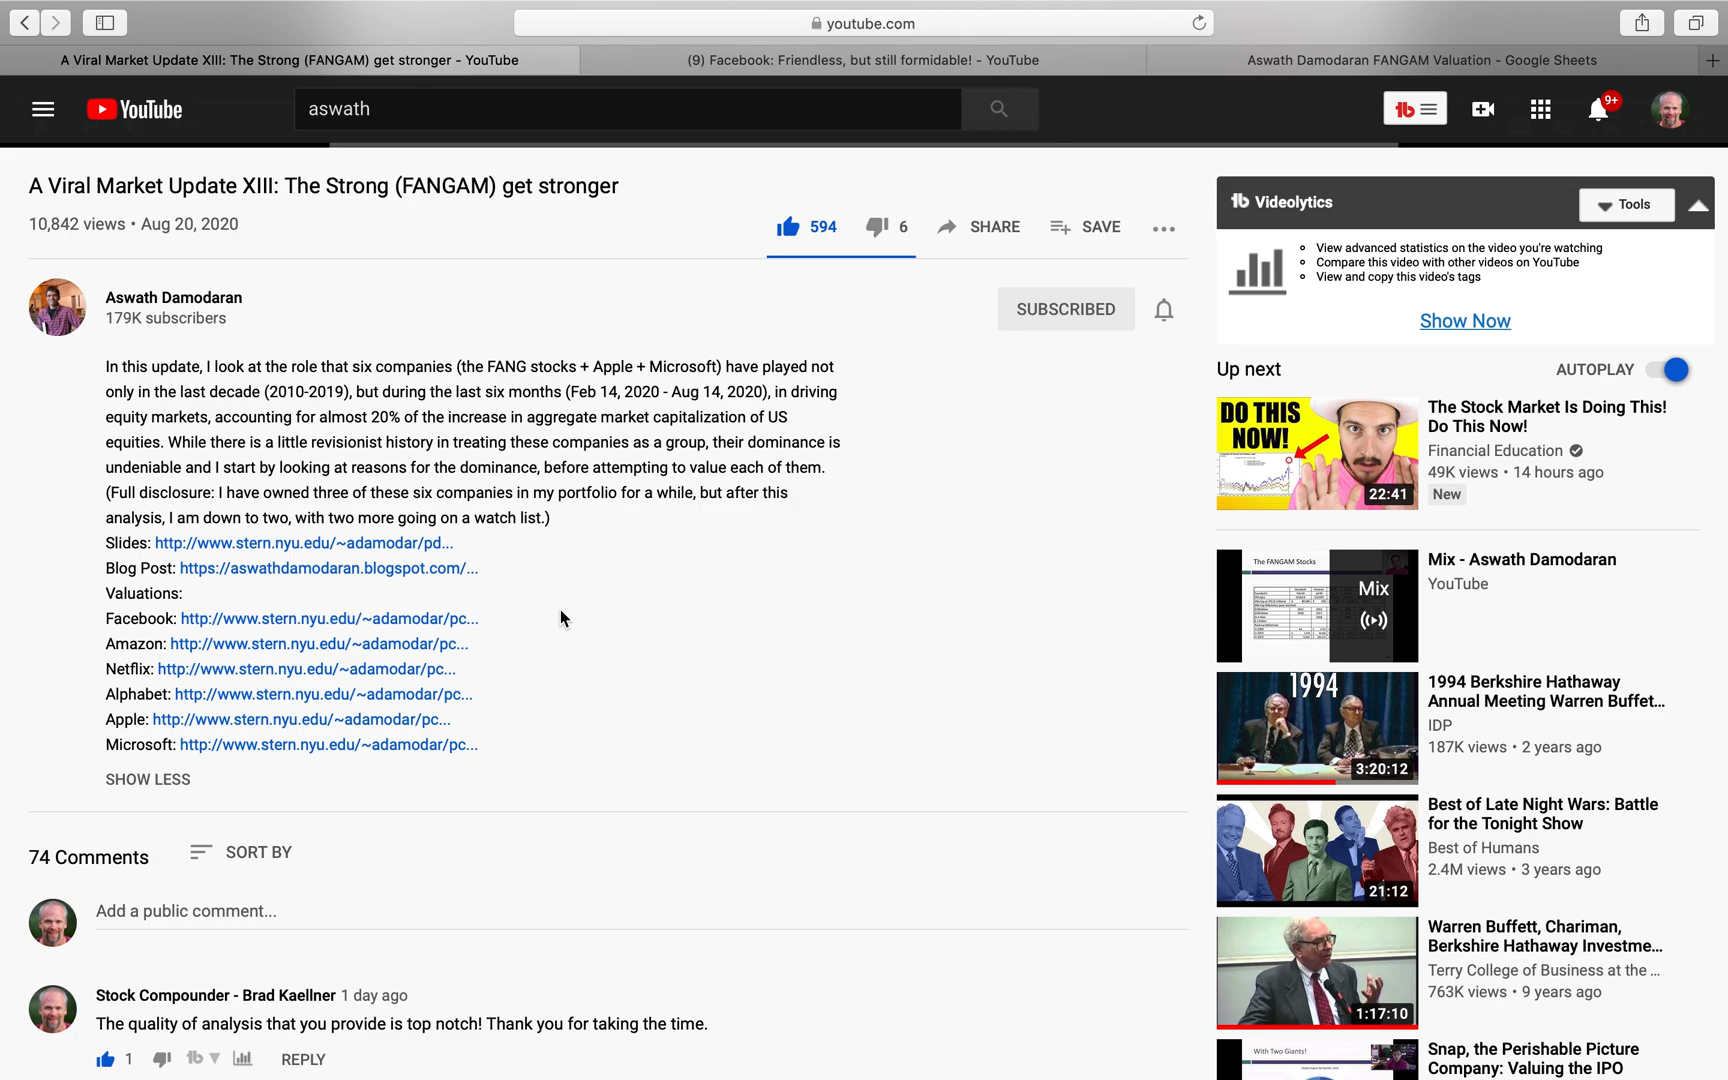 youtube.com
A Viral Market Update XIII: The Strong (FANGAM) get stronger - YouTube
(9) Facebook: Friendless, but still formidable! - YouTube
Aswath Damodaran FANGAM Valuation - Google Sheets
YouTube
aswath
9+
A Viral Market Update XIII: The Strong (FANGAM) get stronger
10,842 views • Aug 20, 2020
594
6
SHARE
SAVE
Aswath Damodaran
179K subscribers
SUBSCRIBED
In this update, I look at the role that six companies (the FANG stocks + Apple + Microsoft) have played not
only in the last decade (2010-2019), but during the last six months (Feb 14, 2020 - Aug 14, 2020), in driving
equity markets, accounting for almost 20% of the increase in aggregate market capitalization of US
equities. While there is a little revisionist history in treating these companies as a group, their dominance is
undeniable and I start by looking at reasons for the dominance, before attempting to value each of them.
(Full disclosure: I have owned three of these six companies in my portfolio for a while, but after this
analysis, I am down to two, with two more going on a watch list.)
Slides: http://www.stern.nyu.edu/~adamodar/pd...
Blog Post: https://aswathdamodaran.blogspot.com/...
Valuations:
Facebook: http://www.stern.nyu.edu/~adamodar/pc...
Amazon: http://www.stern.nyu.edu/~adamodar/pc...
Netflix: http://www.stern.nyu.edu/~adamodar/pc...
Alphabet: http://www.stern.nyu.edu/~adamodar/pc...
Apple: http://www.stern.nyu.edu/~adamodar/pc...
Microsoft: http://www.stern.nyu.edu/~adamodar/pc...
SHOW LESS
74 Comments
SORT BY
Add a public comment...
Stock Compounder - Brad Kaellner 1 day ago
The quality of analysis that you provide is top notch! Thank you for taking the time.
1
REPLY
Videolytics
Tools
View advanced statistics on the video you're watching
Compare this video with other videos on YouTube
View and copy this video's tags
Show Now
Up next
AUTOPLAY
DO THIS
NOW!
22:41
The Stock Market Is Doing This!
Do This Now!
Financial Education
49K views • 14 hours ago
New
The FANGAM Stocks
Mix
Mix - Aswath Damodaran
YouTube
1994
3:20:12
1994 Berkshire Hathaway
Annual Meeting Warren Buffet...
IDP
187K views • 2 years ago
21:12
Best of Late Night Wars: Battle
for the Tonight Show
Best of Humans
2.4M views • 3 years ago
1:17:10
Warren Buffett, Chariman,
Berkshire Hathaway Investme...
Terry College of Business at the ...
763K views • 9 years ago
With Two Giants!
Snap, the Perishable Picture
Company: Valuing the IPO